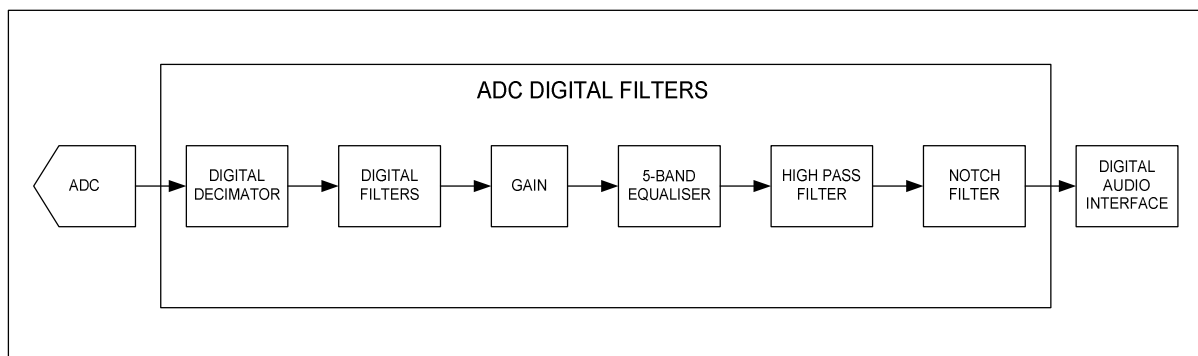 ADC DIGITAL FILTERS
ADC
DIGITAL
DECIMATOR
DIGITAL
FILTERS
GAIN
5-BAND
EQUALISER
HIGH PASS
FILTER
NOTCH
FILTER
DIGITAL
AUDIO
INTERFACE